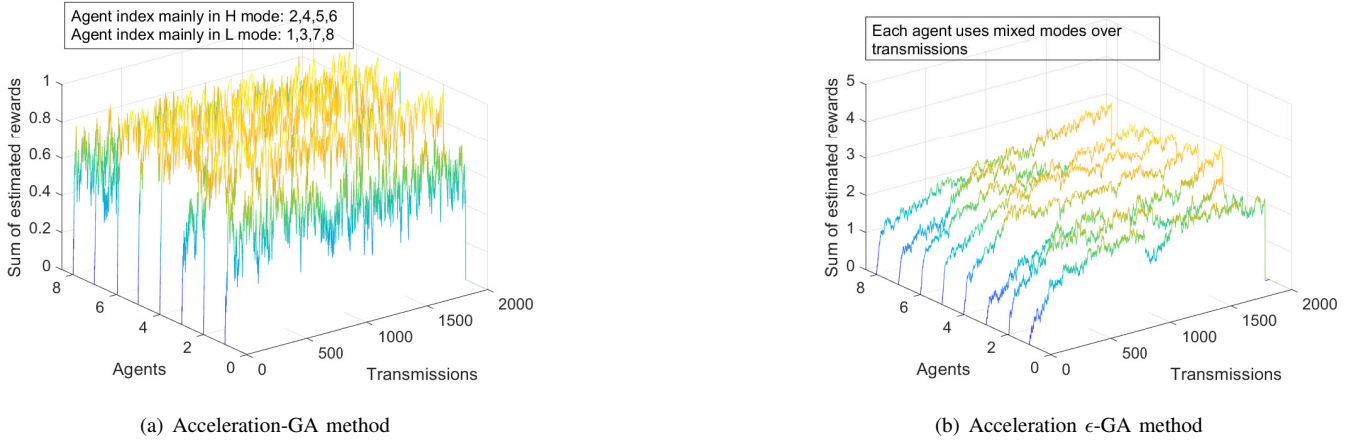 Agent index mainly in H mode: 2,4,5,6
Agent index mainly in L mode: 1,3,7,8
Sum of estimated rewards
1
0.8
0.6
0.4
0.2
0
8
6
4
2
0
Agents
0
500
1000
1500
2000
Transmissions
(a) Acceleration-GA method
Each agent uses mixed modes over
transmissions
Sum of estimated rewards
5
4
3
2
1
0
8
6
4
2
0
Agents
0
500
1000
1500
2000
Transmissions
(b) Acceleration ϵ-GA method